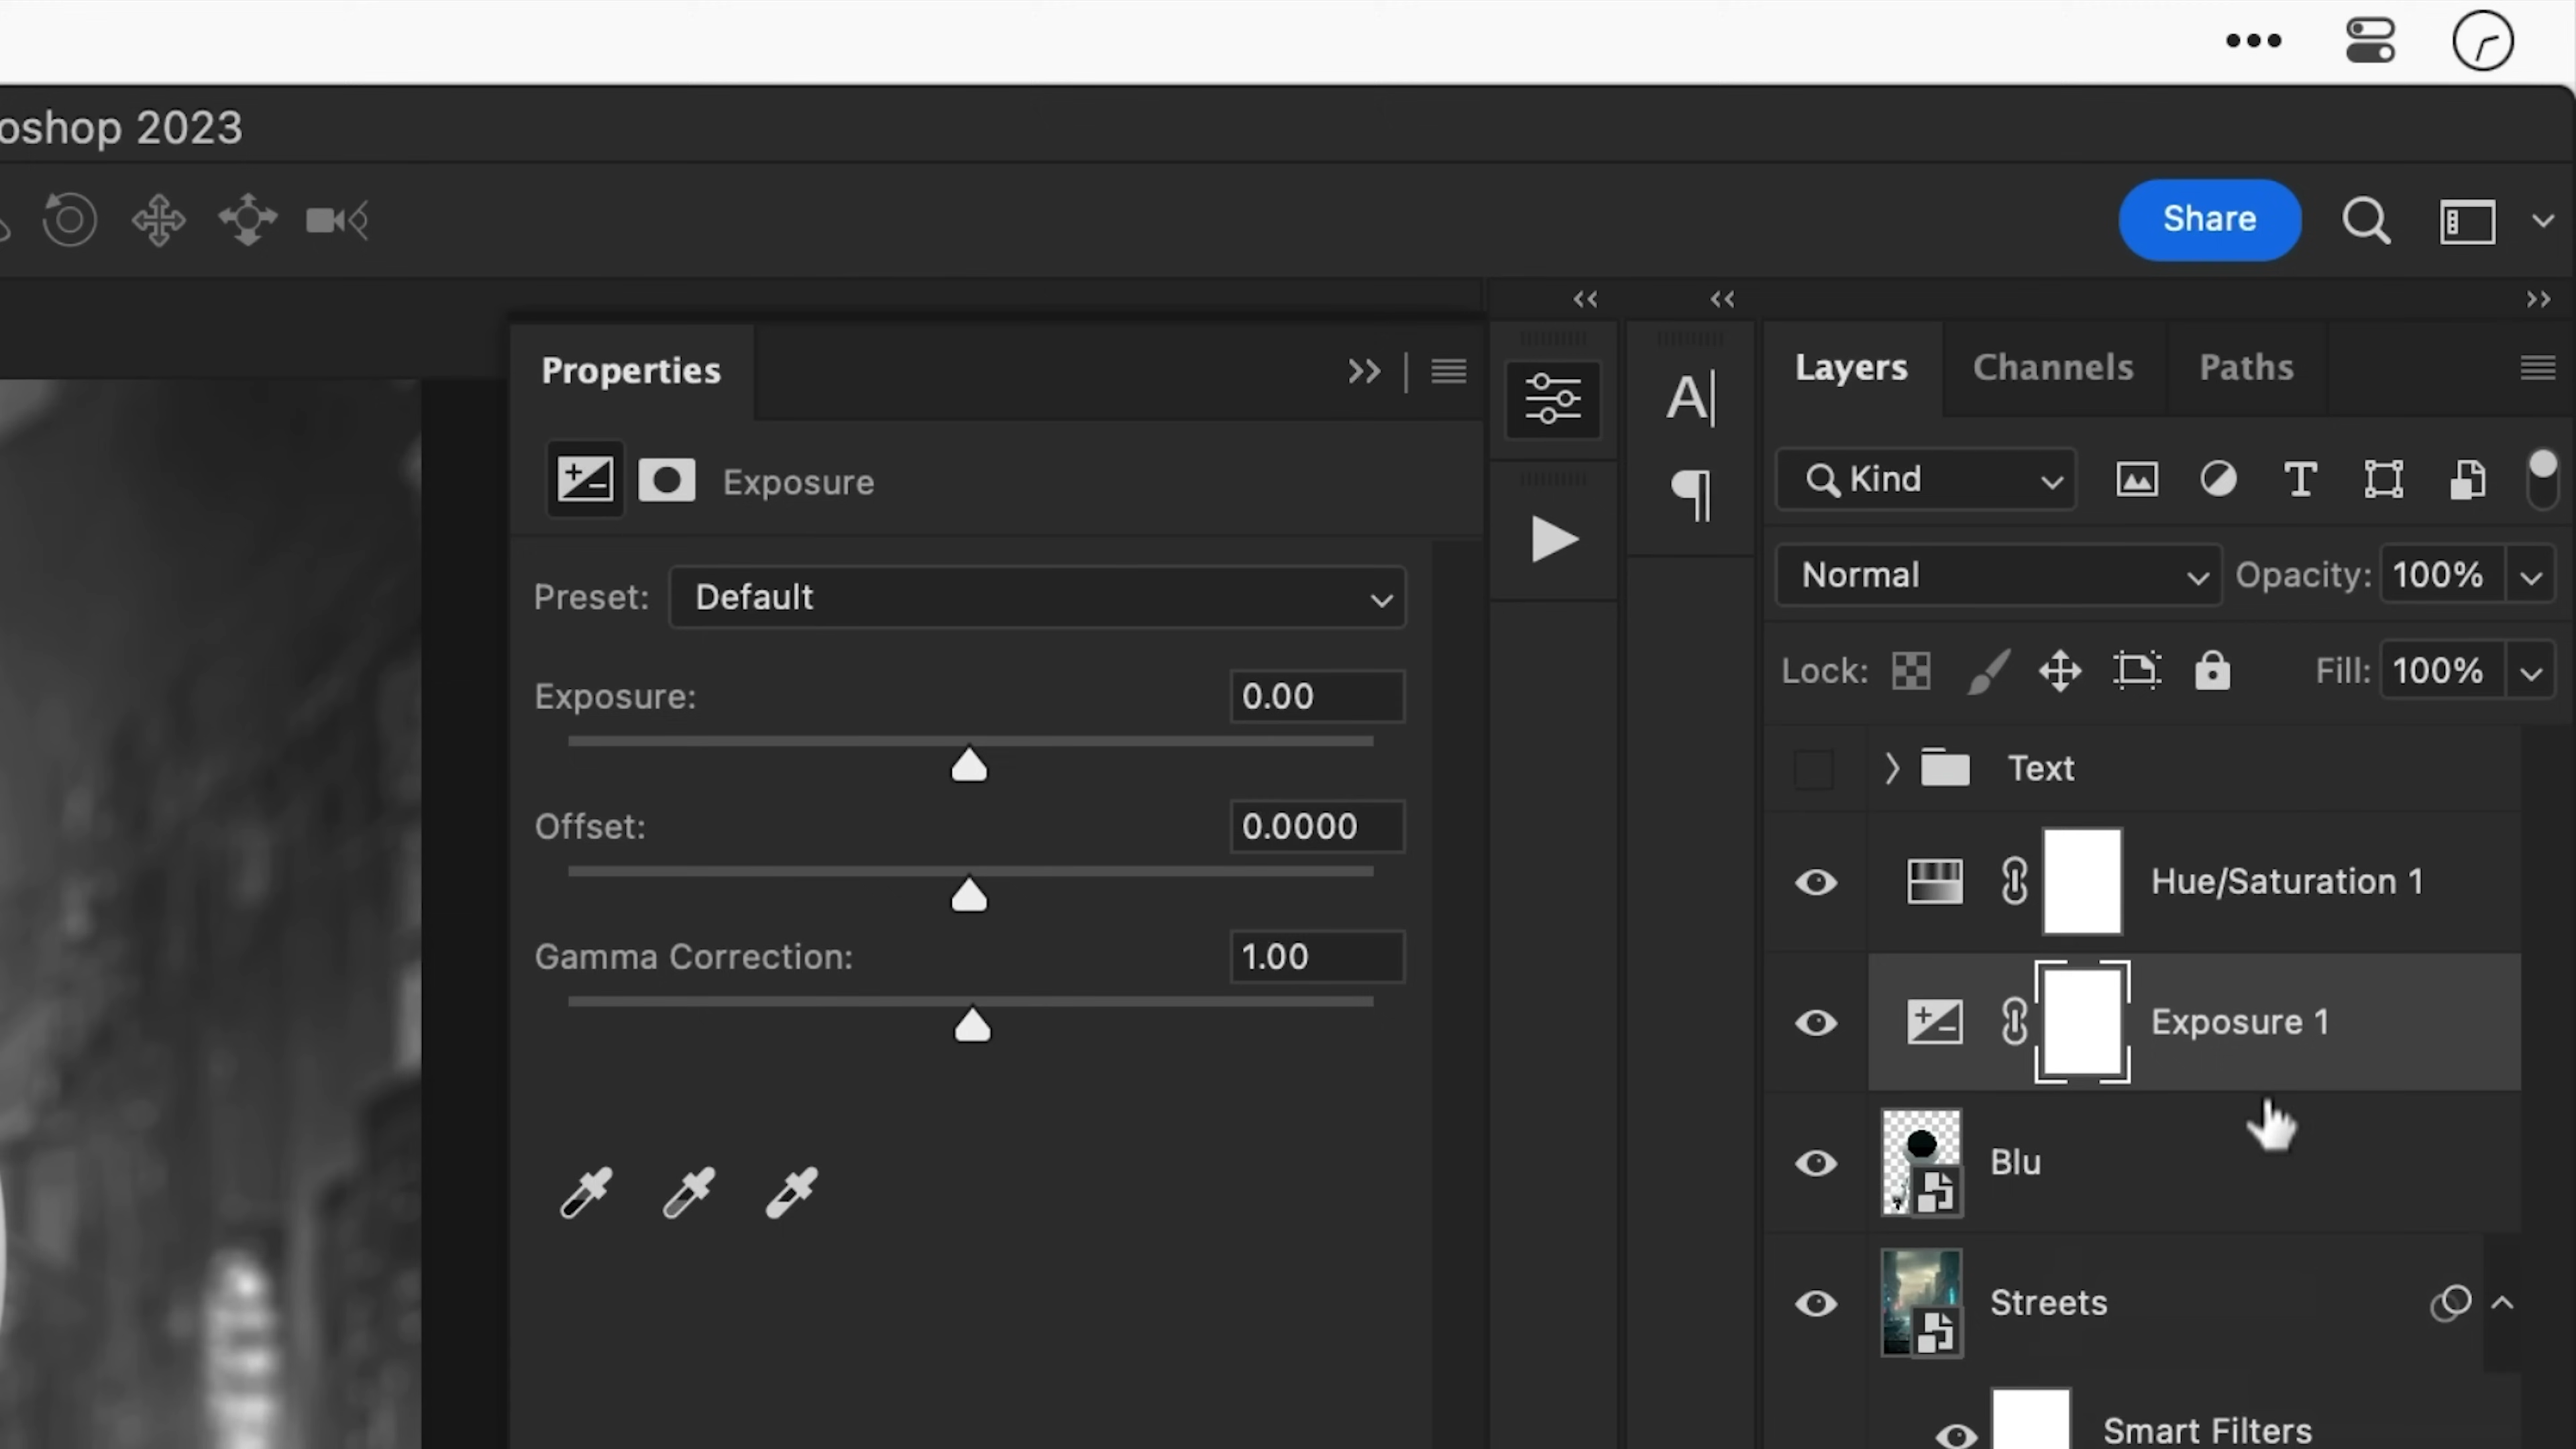 oshop 2023
Share
Properties
Layers
Channels
Paths
Exposure
Kind
Preset:
Default
Normal
Opacity:
100%
Lock:
Fill:
100%
Exposure:
0.00
Offset:
0.0000
Gamma Correction:
1.00
Text
Hue/Saturation 1
Exposure 1
Blu
Streets
Smart Filters